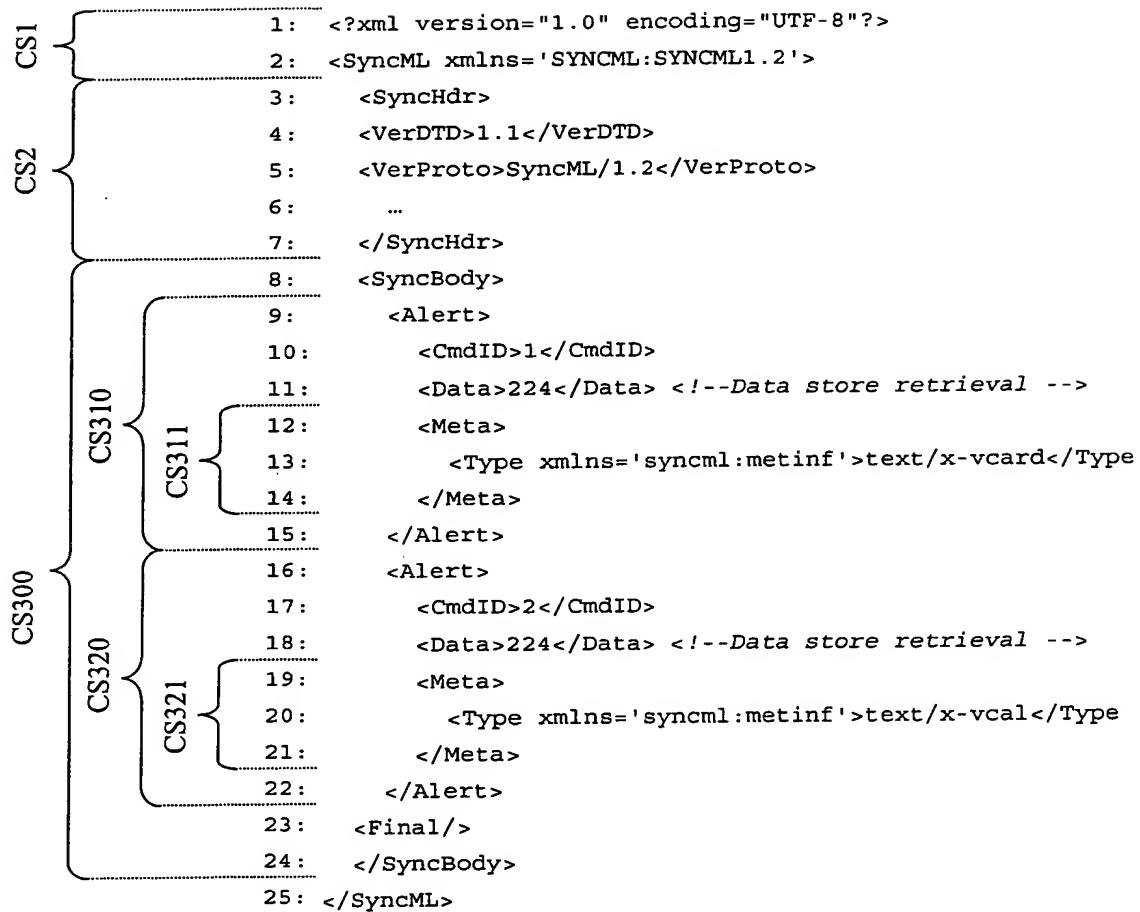 CS1
CS2
CS300
CS310
CS311
CS320
CS321
1: <?xml version="1.0" encoding="UTF-8"?>
2: <SyncML xmlns='SYNCML:SYNCML1.2'>
3: <SyncHdr>
4: <VerDTD>1.1</VerDTD>
5: <VerProto>SyncML/1.2</VerProto>
6: …
7: </SyncHdr>
8: <SyncBody>
9: <Alert>
10: <CmdID>1</CmdID>
11: <Data>224</Data> <!--Data store retrieval -->
12: <Meta>
13: <Type xmlns='syncml:metinf'>text/x-vcard</Type
14: </Meta>
15: </Alert>
16: <Alert>
17: <CmdID>2</CmdID>
18: <Data>224</Data> <!--Data store retrieval -->
19: <Meta>
20: <Type xmlns='syncml:metinf'>text/x-vcal</Type
21: </Meta>
22: </Alert>
23: <Final/>
24: </SyncBody>
25: </SyncML>